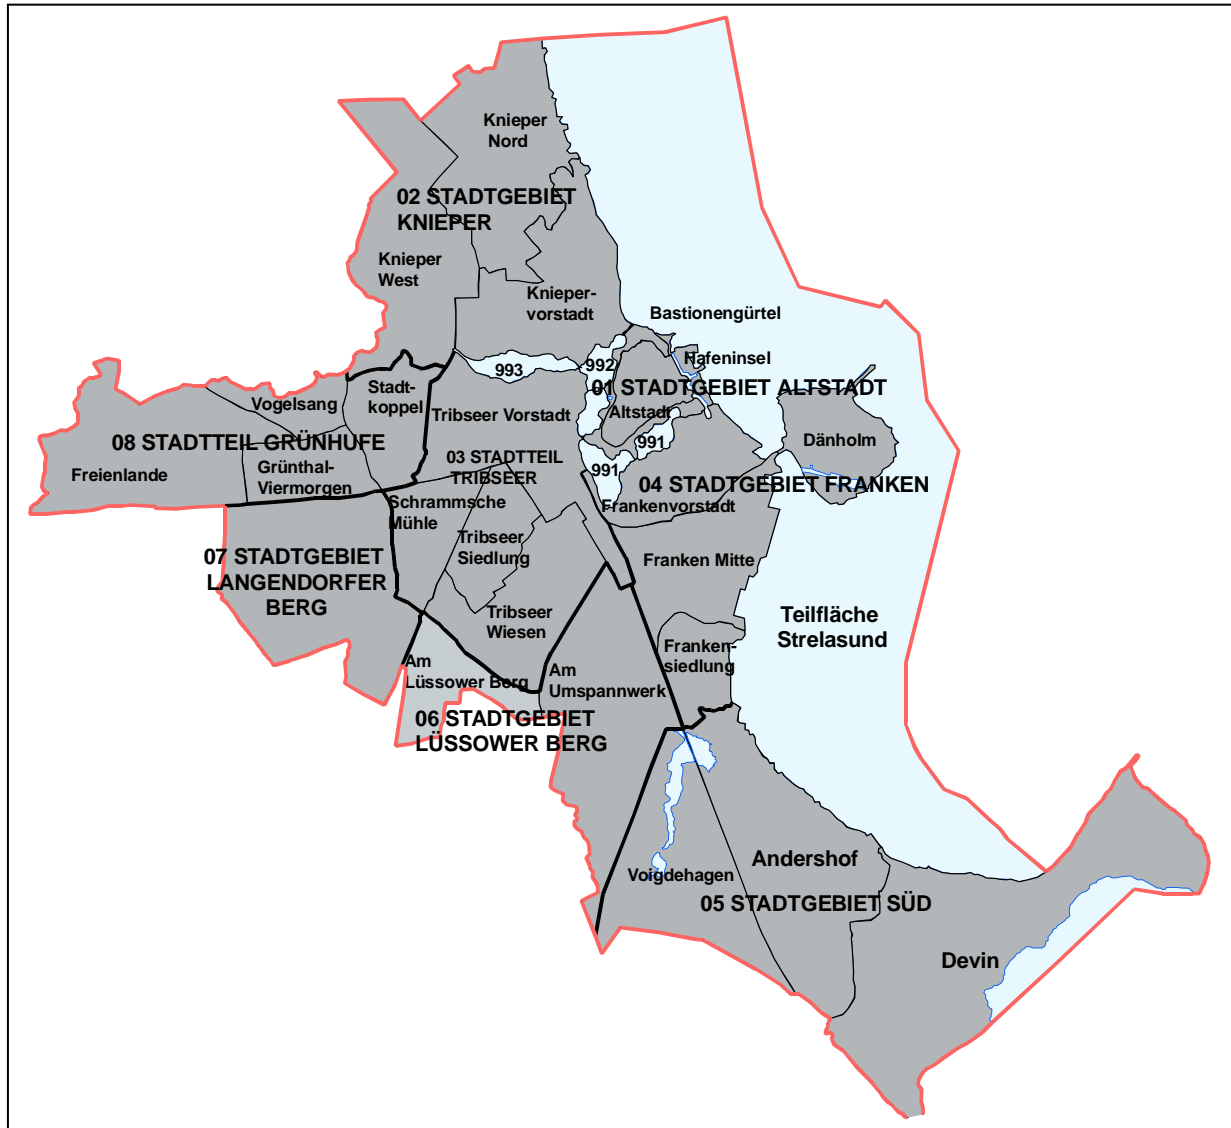 Knieper
Nord
02 STADTGEBIET
KNIEPER
Knieper
West
Knieper-
vorstadt
Bastionengürtel
Hafeninsel
992
993
01 STADTGEBIET ALTSTADT
Altstadt
Stadt-
koppel
Vogelsang
Tribseer Vorstadt
08 STADTTEIL GRÜNHUFE
Dänholm
991
991
03 STADTTEIL
TRIBSEER
Freienlande
Grünthal-
Viermorgen
04 STADTGEBIET FRANKEN
Frankenvorstadt
Schrammsche
Mühle
Tribseer
Siedlung
Franken Mitte
07 STADTGEBIET
LANGENDORFER
BERG
Tribseer
Wiesen
Teilfläche
Strelasund
Franken-
siedlung
Am
Lüssower Berg
Am
Umspannwerk
06 STADTGEBIET
LÜSSOWER BERG
Andershof
Voigdehagen
05 STADTGEBIET SÜD
Devin